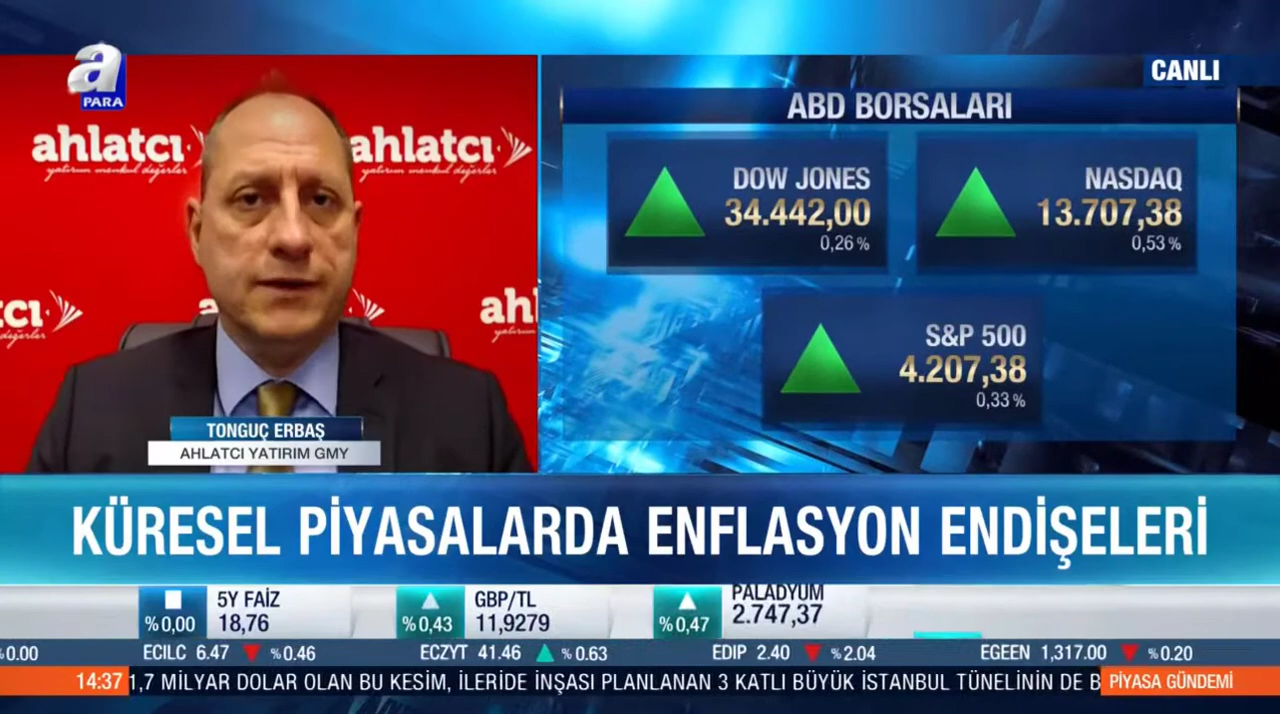 a
PARA
CANLI
ahlatcı
yatırım menkul değerler
ahlatcı
yatırım menkul değerler
ABD BORSALARI
DOW JONES
34.442,00
0,26 %
NASDAQ
13.707,38
0,53 %
S&P 500
4.207,38
0,33 %
cı
değerler
ahl
TONGUÇ ERBAŞ
AHLATCI YATIRIM GMY
KÜRESEL PİYASALARDA ENFLASYON ENDİŞELERİ
%0,00 5Y FAİZ 18,76
%0,43 GBP/TL 11,9279
%0,47 PALADYUM 2.747,37
%0.00 ECILC 6.47 %0.46 ECZYT 41.46 %0.63 EDIP 2.40 %2.04 EGEEN 1,317.00 %0.20
14:37 1,7 MİLYAR DOLAR OLAN BU KESİM, İLERİDE İNŞASI PLANLANAN 3 KATLI BÜYÜK İSTANBUL TÜNELİNİN DE B PİYASA GÜNDEMİ